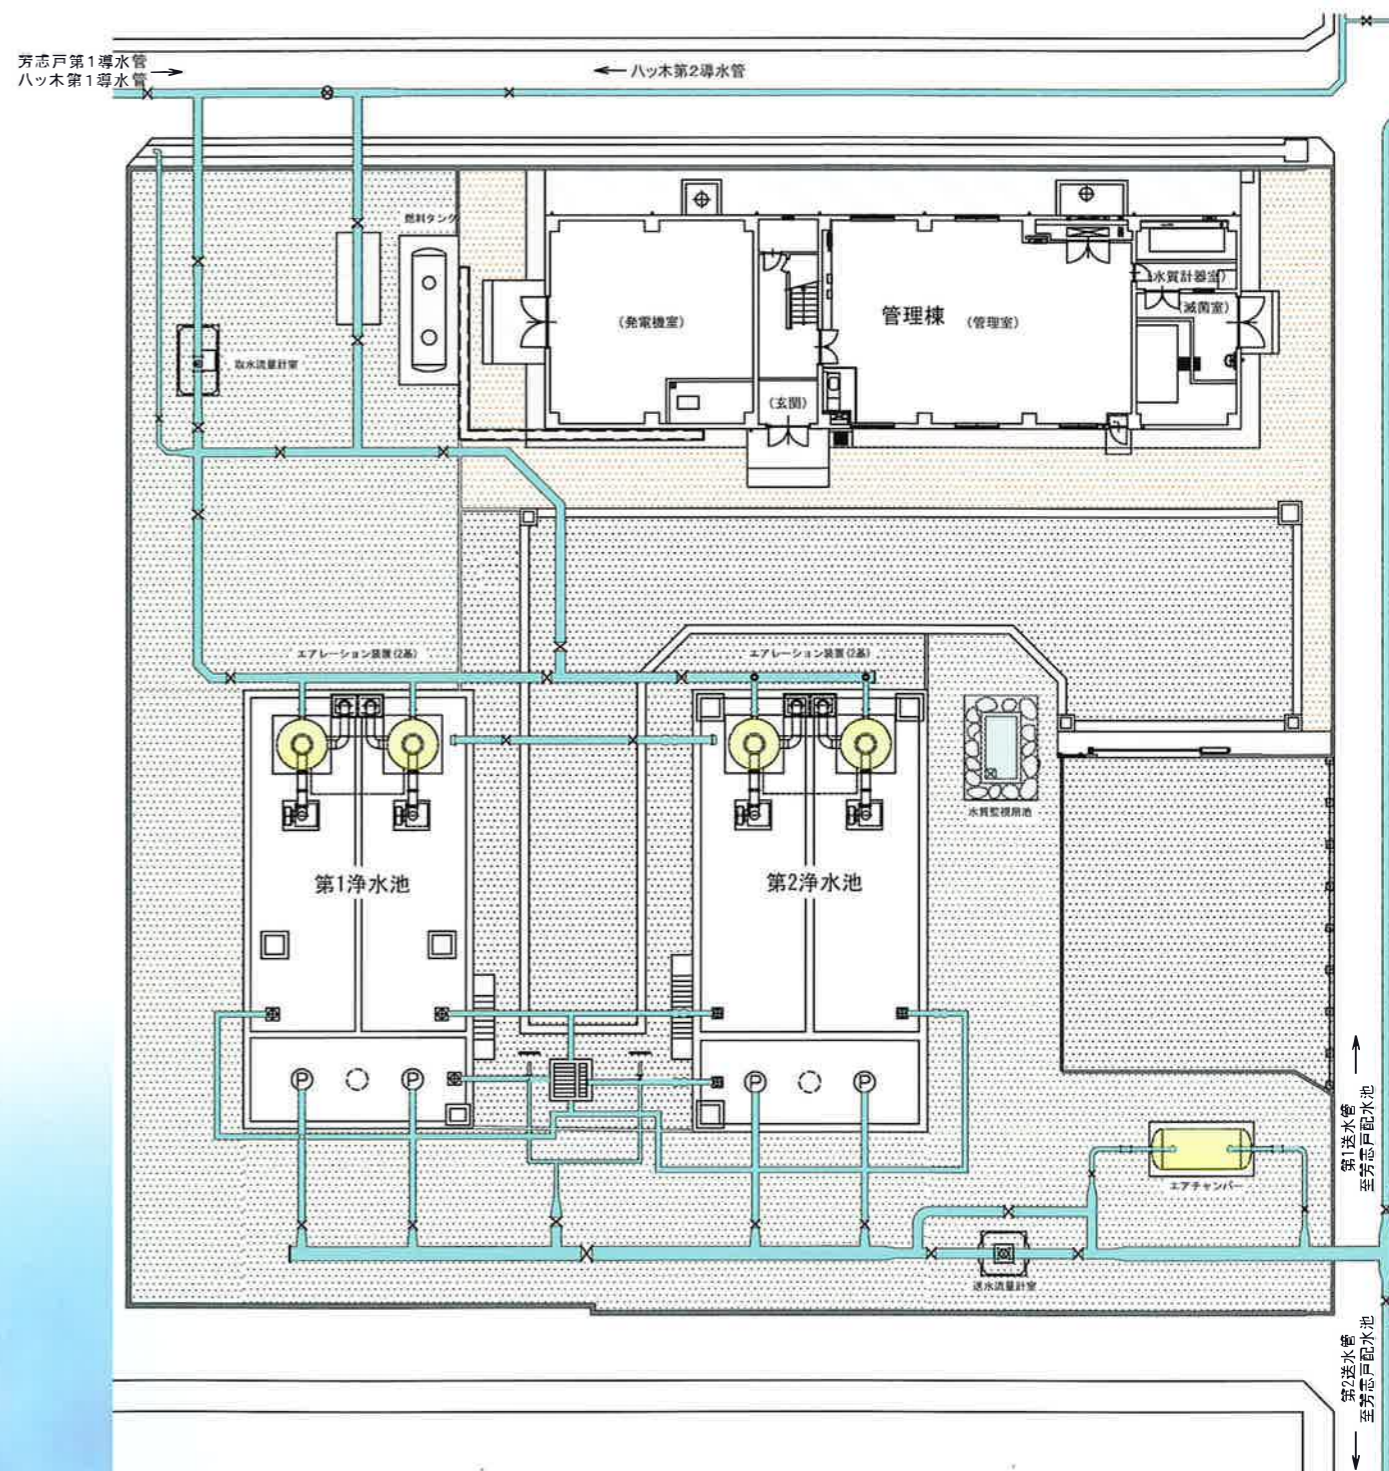 芳志戸第1導水管
八ッ木第1導水管
八ッ木第2導水管
燃料タンク
取水流量計室
(発電機室)
(玄関)
管理棟
(管理室)
(水質計器室)
(滅菌室)
エアレーション装置(2基)
エアレーション装置(2基)
水質監視用池
第1浄水池
第2浄水池
P
P
P
P
エアチャンバー
送水流量計室
第1送水管
至芳志戸配水池
第2送水管
至芳志戸配水池